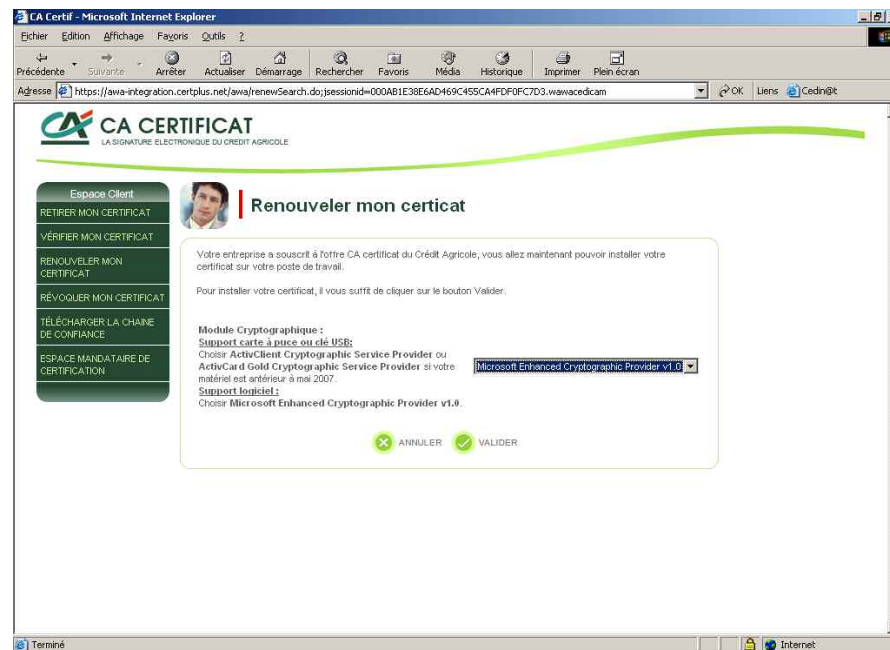 CA Certif - Microsoft Internet Explorer
Fichier Edition Affichage Favoris Outils ?
Précédente Suivante Arrêter Actualiser Démarrage Rechercher Favoris Média Historique Imprimer Plein écran
Adresse https://awa-integration.certplus.net/awa/renewSearch.do;jsessionid=000AB1E38E6AD469C455CA4FDF0FC7D3.wawacedicam OK Liens Cedin@t
CA CERTIFICAT
LA SIGNATURE ELECTRONIQUE DU CREDIT AGRICOLE
Espace Client
RETIRER MON CERTIFICAT
VÉRIFIER MON CERTIFICAT
RENOUVELER MON
CERTIFICAT
RÉVOQUER MON CERTIFICAT
TÉLÉCHARGER LA CHAINE
DE CONFIANCE
ESPACE MANDATAIRE DE
CERTIFICATION
Renouveler mon certicat
Votre entreprise a souscrit à l'offre CA certificat du Crédit Agricole, vous allez maintenant pouvoir installer votre
certificat sur votre poste de travail.
Pour installer votre certificat, il vous suffit de cliquer sur le bouton Valider.
Module Cryptographique :
Support carte à puce ou clé USB:
Choisir ActivClient Cryptographic Service Provider ou
ActivCard Gold Cryptographic Service Provider si votre
matériel est antérieur à mai 2007.
Support logiciel :
Choisir Microsoft Enhanced Cryptographic Provider v1.0.
Microsoft Enhanced Cryptographic Provider v1.0
ANNULER VALIDER
Terminé Internet